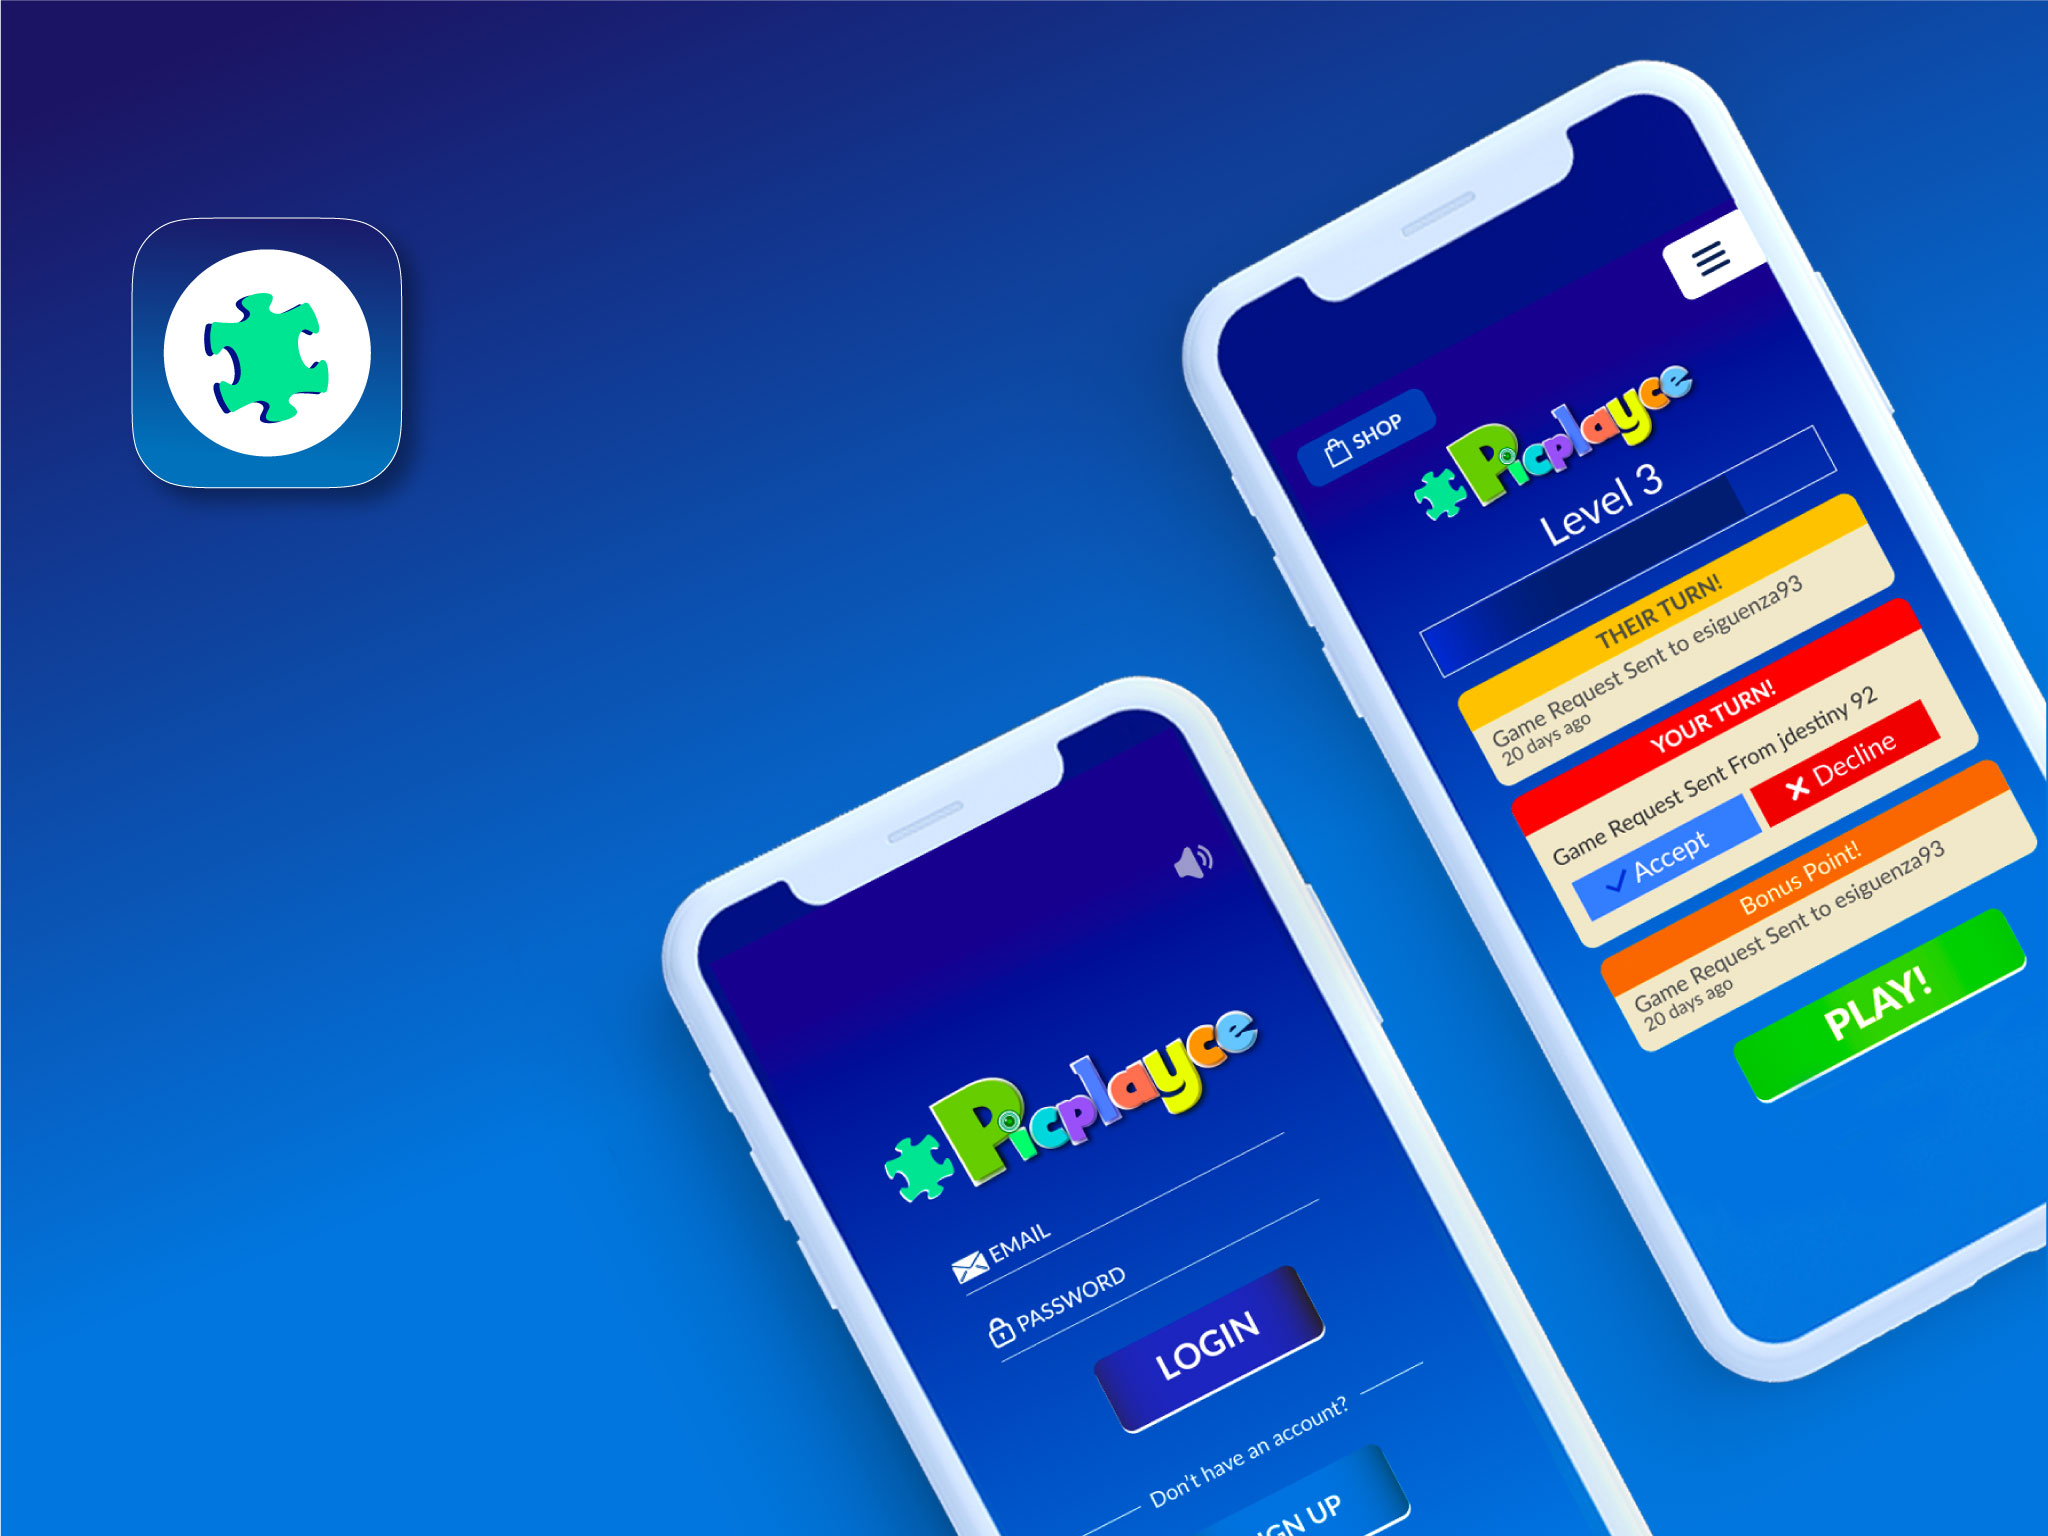 SHOP
Picplayce
Level 3
THEIR TURN!
Game Request Sent to esiguenza93
20 days ago
YOUR TURN!
Game Request Sent From jdestiny 92
Accept
Decline
Bonus Point!
Game Request Sent to esiguenza93
20 days ago
PLAY!
Picplayce
EMAIL
PASSWORD
LOGIN
Don't have an account?
GN UP